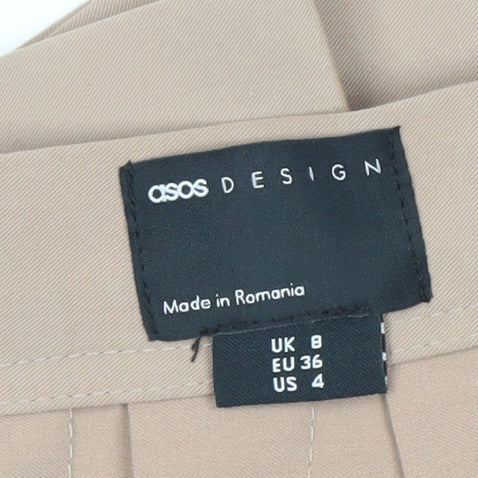 asos DESIGN
Made in Romania
UK 8
EU 36
US 4